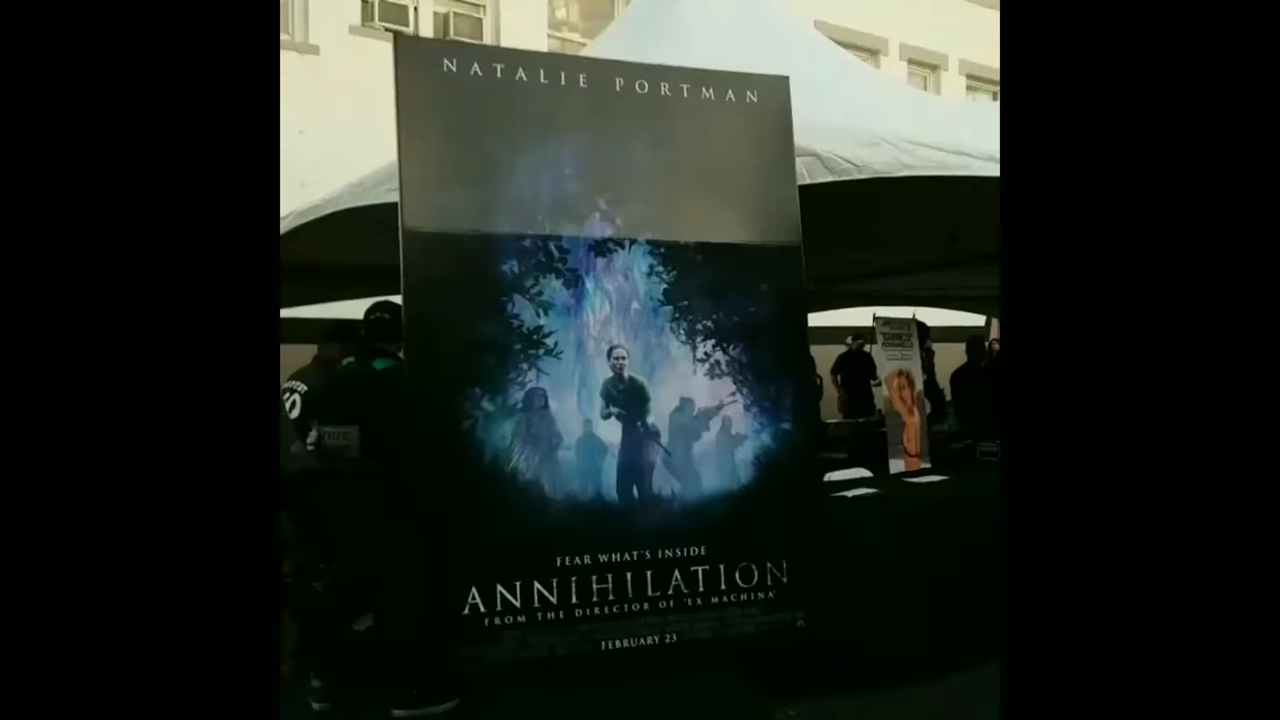 NATALIE PORTMAN
FEAR WHAT'S INSIDE
ANNIHILATION
FROM THE DIRECTOR OF 'EX MACHINA'
FEBRUARY 23